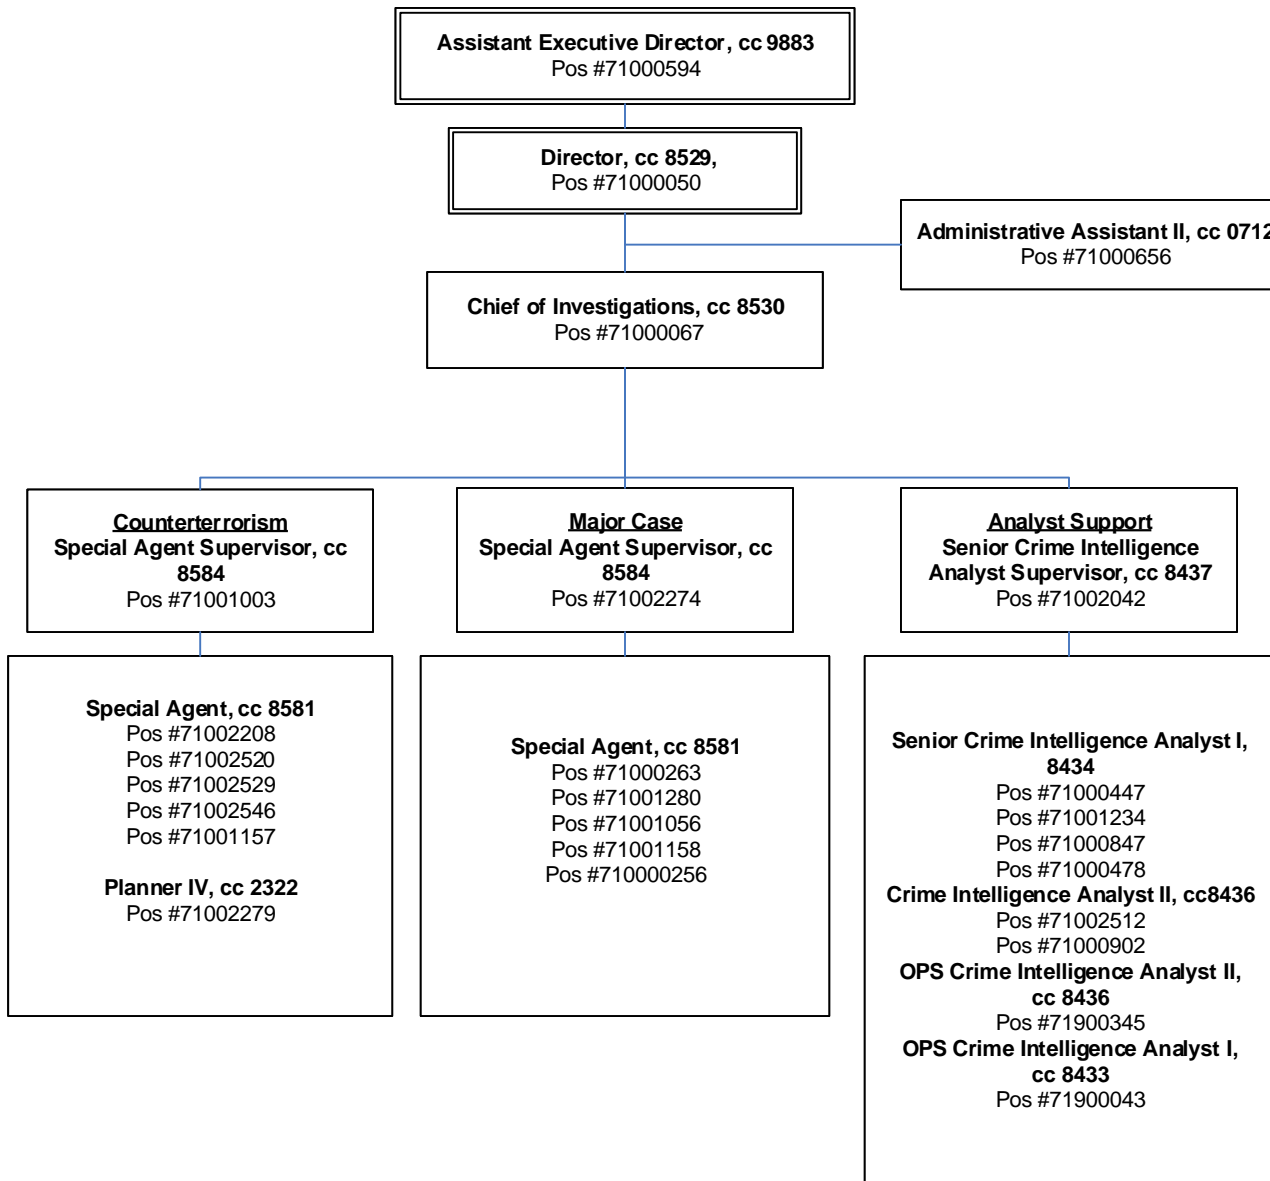 Assistant Executive Director, cc 9883
Pos #71000594
Director, cc 8529,
Pos #71000050
Administrative Assistant II, cc 0712
Pos #71000656
Chief of Investigations, cc 8530
Pos #71000067
Counterterrorism
Special Agent Supervisor, cc
8584
Pos #71001003
Major Case
Special Agent Supervisor, cc
8584
Pos #71002274
Analyst Support
Senior Crime Intelligence
Analyst Supervisor, cc 8437
Pos #71002042
Special Agent, cc 8581
Pos #71002208
Pos #71002520
Pos #71002529
Pos #71002546
Pos #71001157
Planner IV, cc 2322
Pos #71002279
Special Agent, cc 8581
Pos #71000263
Pos #71001280
Pos #71001056
Pos #71001158
Pos #710000256
Senior Crime Intelligence Analyst I,
8434
Pos #71000447
Pos #71001234
Pos #71000847
Pos #71000478
Crime Intelligence Analyst II, cc8436
Pos #71002512
Pos #71000902
OPS Crime Intelligence Analyst II,
cc 8436
Pos #71900345
OPS Crime Intelligence Analyst I,
cc 8433
Pos #71900043